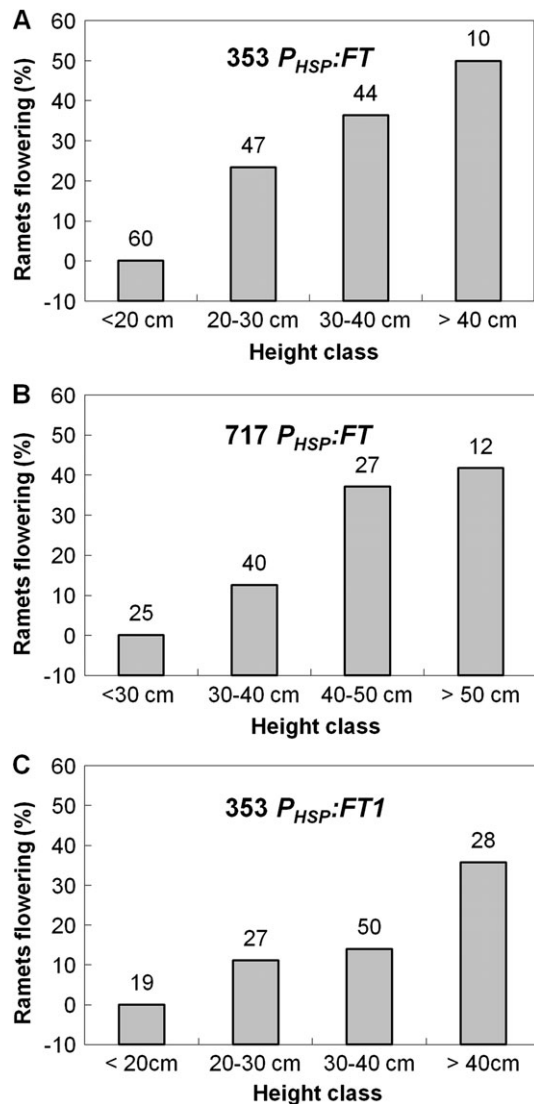 A
353 P_HSP:FT
Ramets flowering (%)
60
50
40
30
20
10
0
-10
60
47
44
10
<20 cm 20-30 cm 30-40 cm > 40 cm
Height class
B
717 P_HSP:FT
Ramets flowering (%)
60
50
40
30
20
10
0
-10
25
40
27
12
<30 cm 30-40 cm 40-50 cm > 50 cm
Height class
C
353 P_HSP:FT1
Ramets flowering (%)
60
50
40
30
20
10
0
-10
19
27
50
28
< 20cm 20-30 cm 30-40 cm > 40cm
Height class